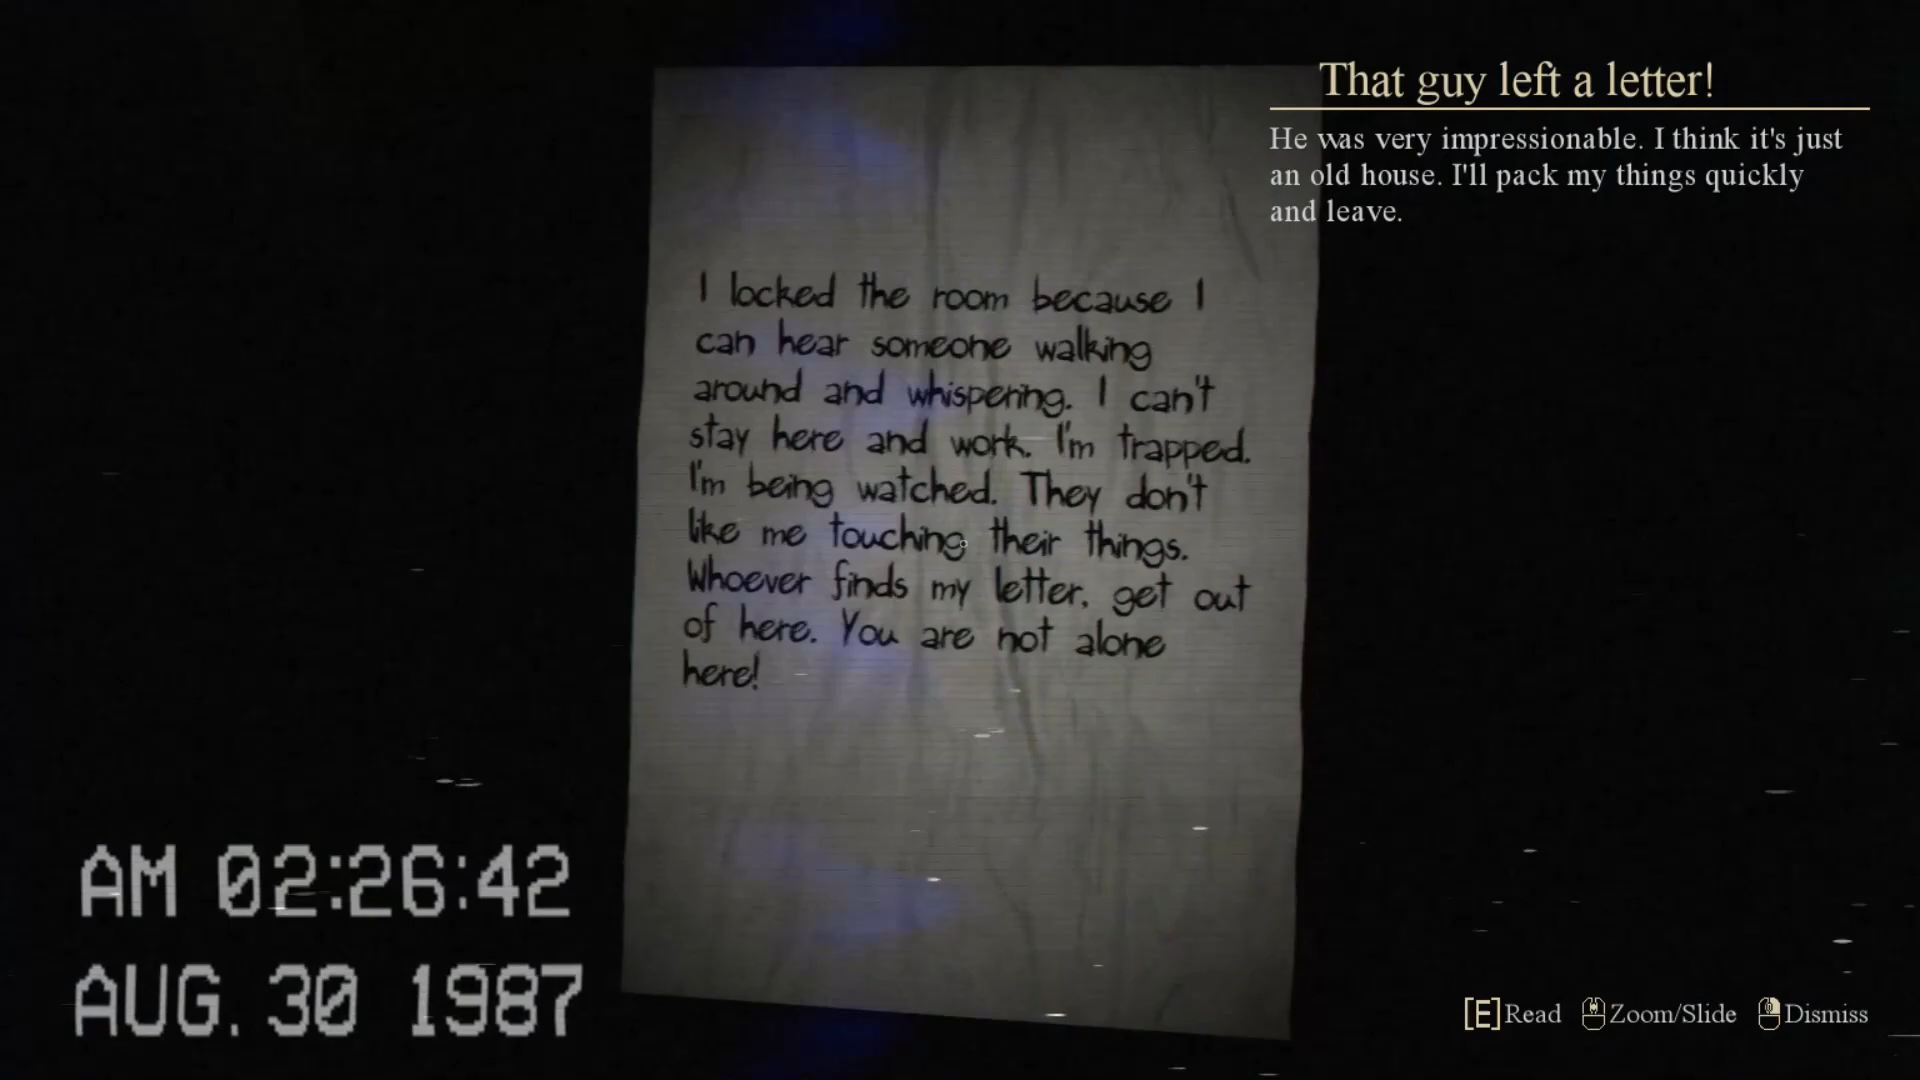 That guy left a letter!
He was very impressionable. I think it's just
an old house. I'll pack my things quickly
and leave.
I locked the room because I
can hear someone walking
around and whispering. I can't
stay here and work. I'm trapped.
I'm being watched. They don't
like me touching their things.
Whoever finds my letter, get out
of here. You are not alone
here!
AM 02:26:42
AUG. 30 1987
[E] Read Zoom/Slide Dismiss